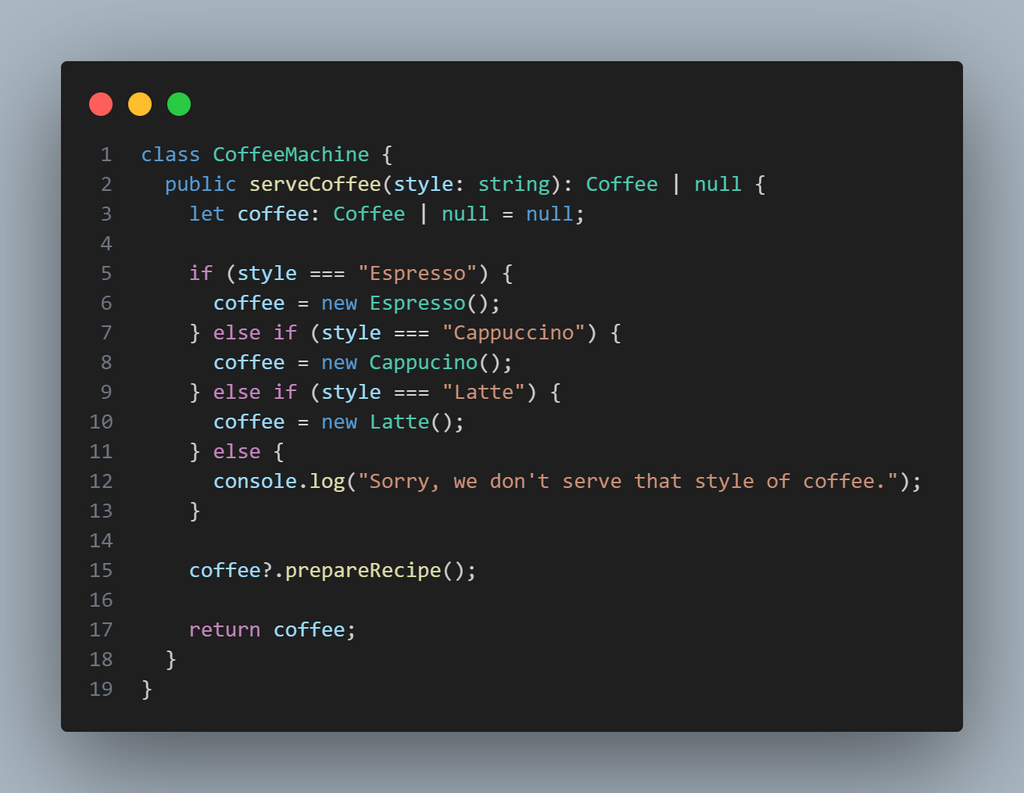 1 class CoffeeMachine {
2   public serveCoffee(style: string): Coffee | null {
3     let coffee: Coffee | null = null;
4
5     if (style === "Espresso") {
6       coffee = new Espresso();
7     } else if (style === "Cappuccino") {
8       coffee = new Cappucino();
9     } else if (style === "Latte") {
10       coffee = new Latte();
11     } else {
12       console.log("Sorry, we don't serve that style of coffee.");
13     }
14
15     coffee?.prepareRecipe();
16
17     return coffee;
18   }
19 }